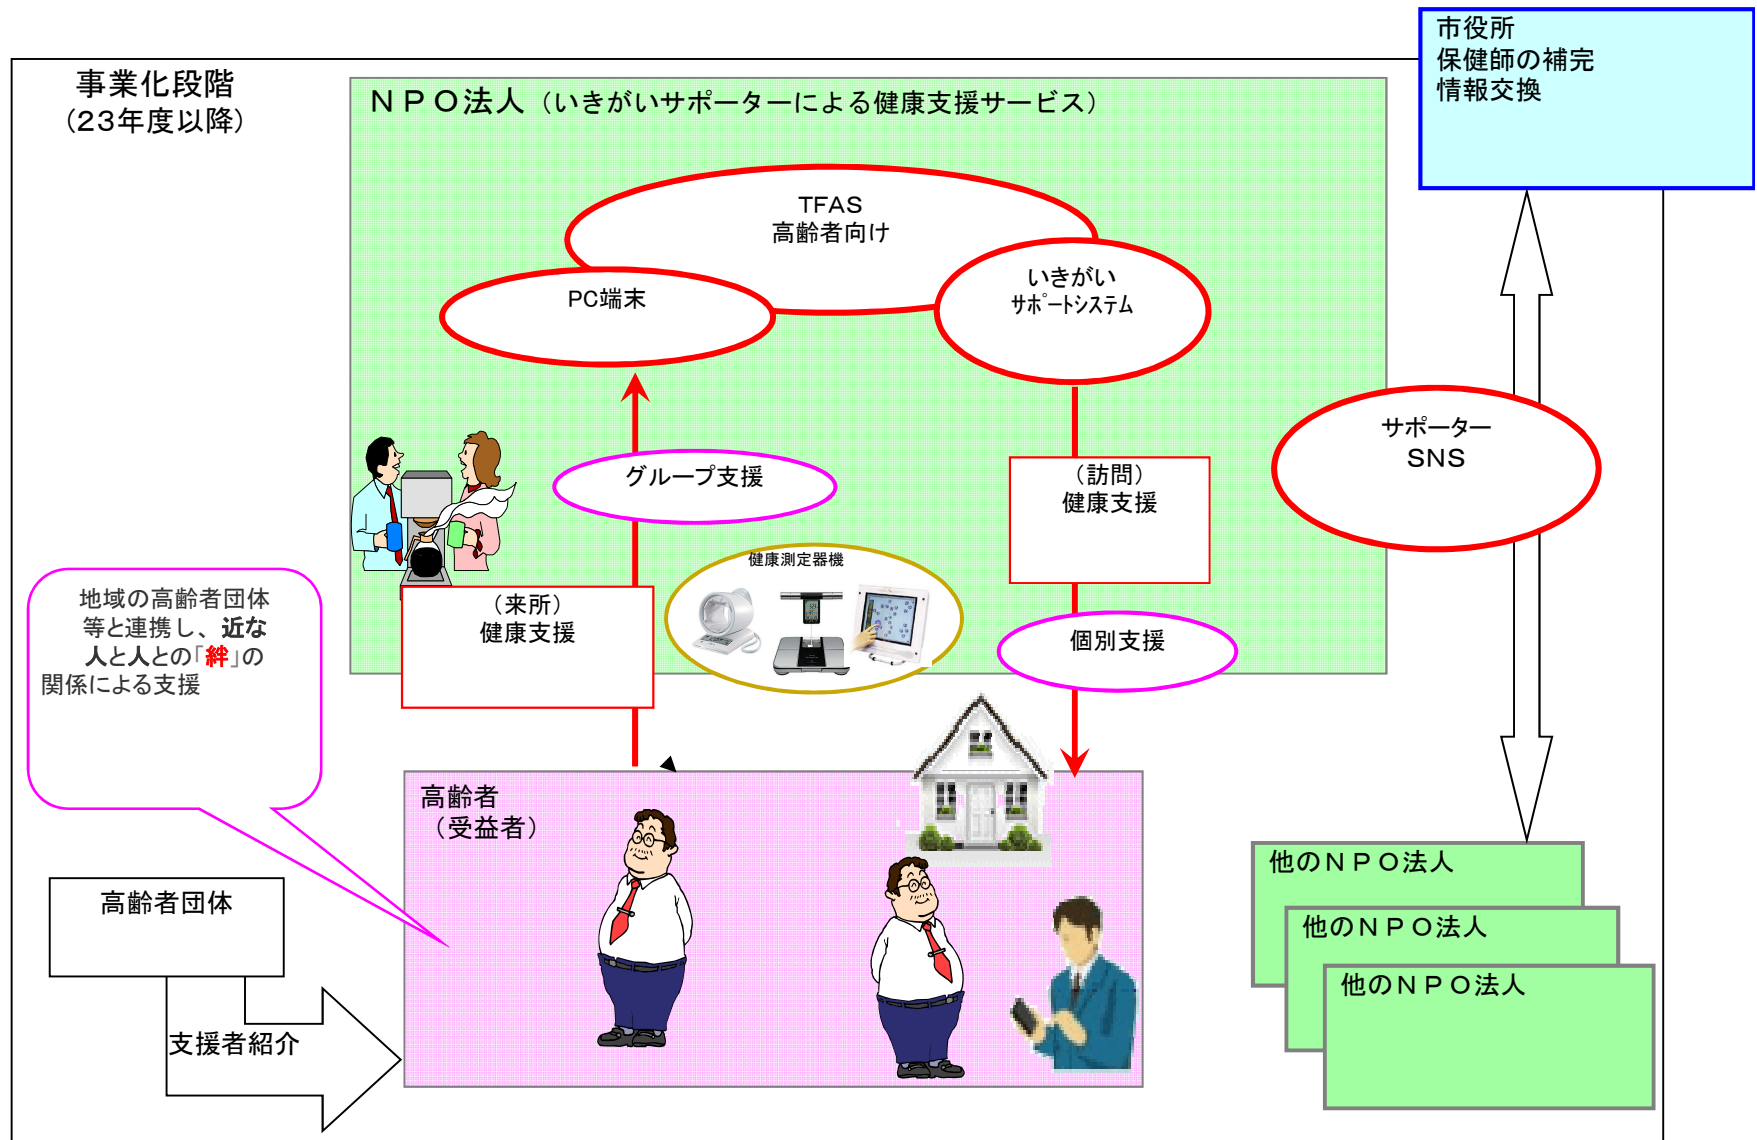 市役所
保健師の補完
情報交換
事業化段階
（23年度以降）
ＮＰＯ法人（いきがいサポーターによる健康支援サービス）
TFAS
高齢者向け
いきがい
ｻﾎﾟｰﾄｼｽﾃﾑ
PC端末
サポーター
SNS
グループ支援
（訪問）
健康支援
健康測定器機
（来所）
健康支援
個別支援
地域の高齢者団体
等と連携し、近な
人と人との「絆」の
関係による支援
高齢者
（受益者）
高齢者団体
支援者紹介
他のＮＰＯ法人
他のＮＰＯ法人
他のＮＰＯ法人